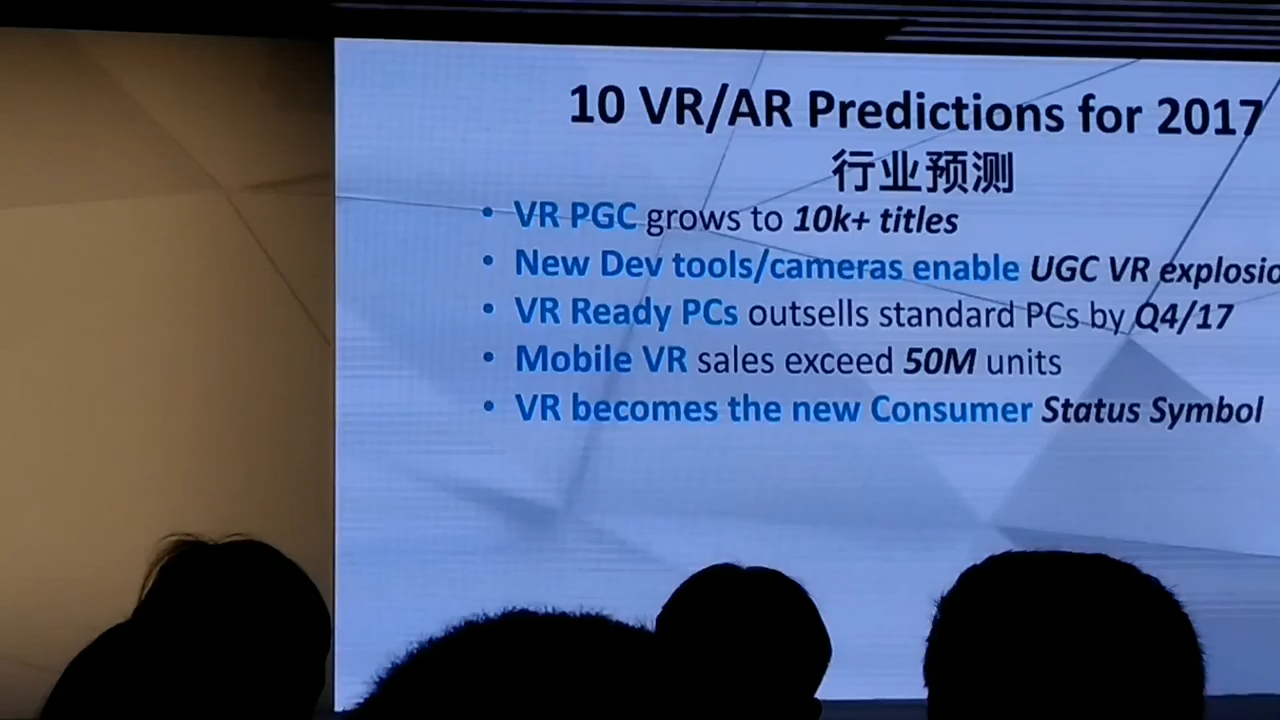 10 VR/AR Predictions for 2017
行业预测
• VR PGC grows to 10k+ titles
• New Dev tools/cameras enable UGC VR explosio
• VR Ready PCs outsells standard PCs by Q4/17
• Mobile VR sales exceed 50M units
• VR becomes the new Consumer Status Symbol